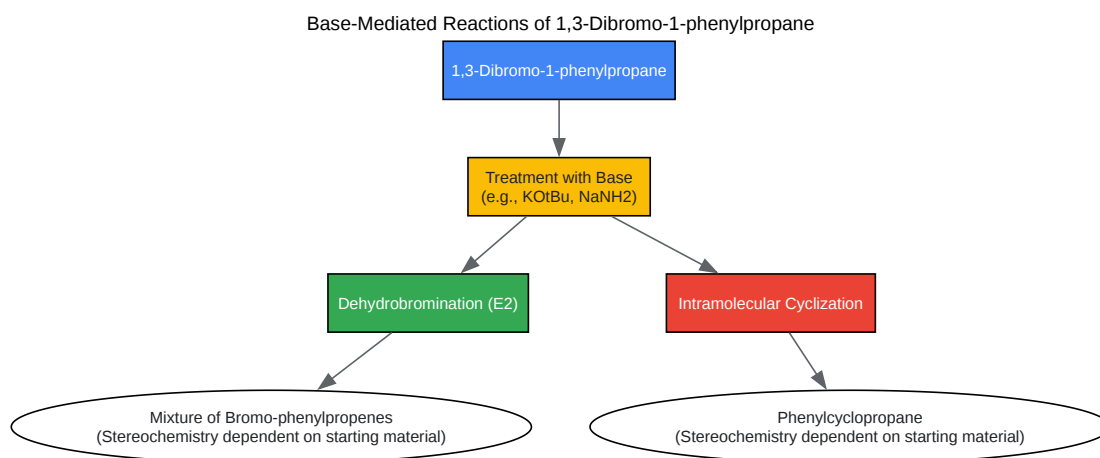 Base-Mediated Reactions of 1,3-Dibromo-1-phenylpropane
1,3-Dibromo-1-phenylpropane
Treatment with Base
(e.g., KOtBu, NaNH2)
Dehydrobromination (E2)
Intramolecular Cyclization
Mixture of Bromo-phenylpropenes
(Stereochemistry dependent on starting material)
Phenylcyclopropane
(Stereochemistry dependent on starting material)